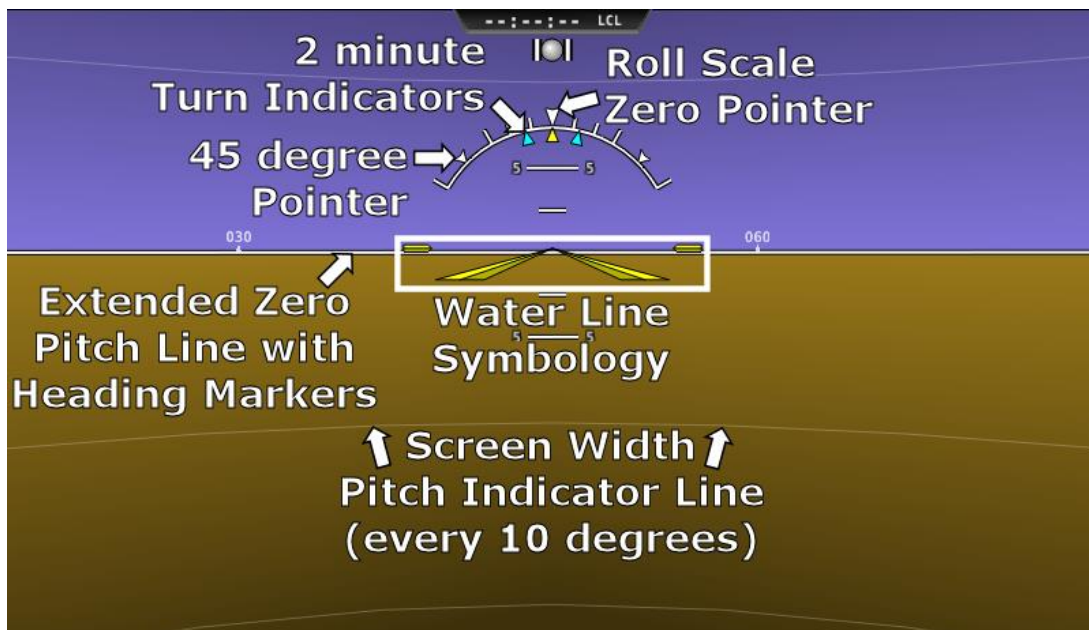 --:--:-- LCL
2 minute
Turn Indicators
Roll Scale
Zero Pointer
45 degree
Pointer
5 5
030
060
Extended Zero
Pitch Line with
Heading Markers
Water Line
Symbology
5 5
Screen Width
Pitch Indicator Line
(every 10 degrees)